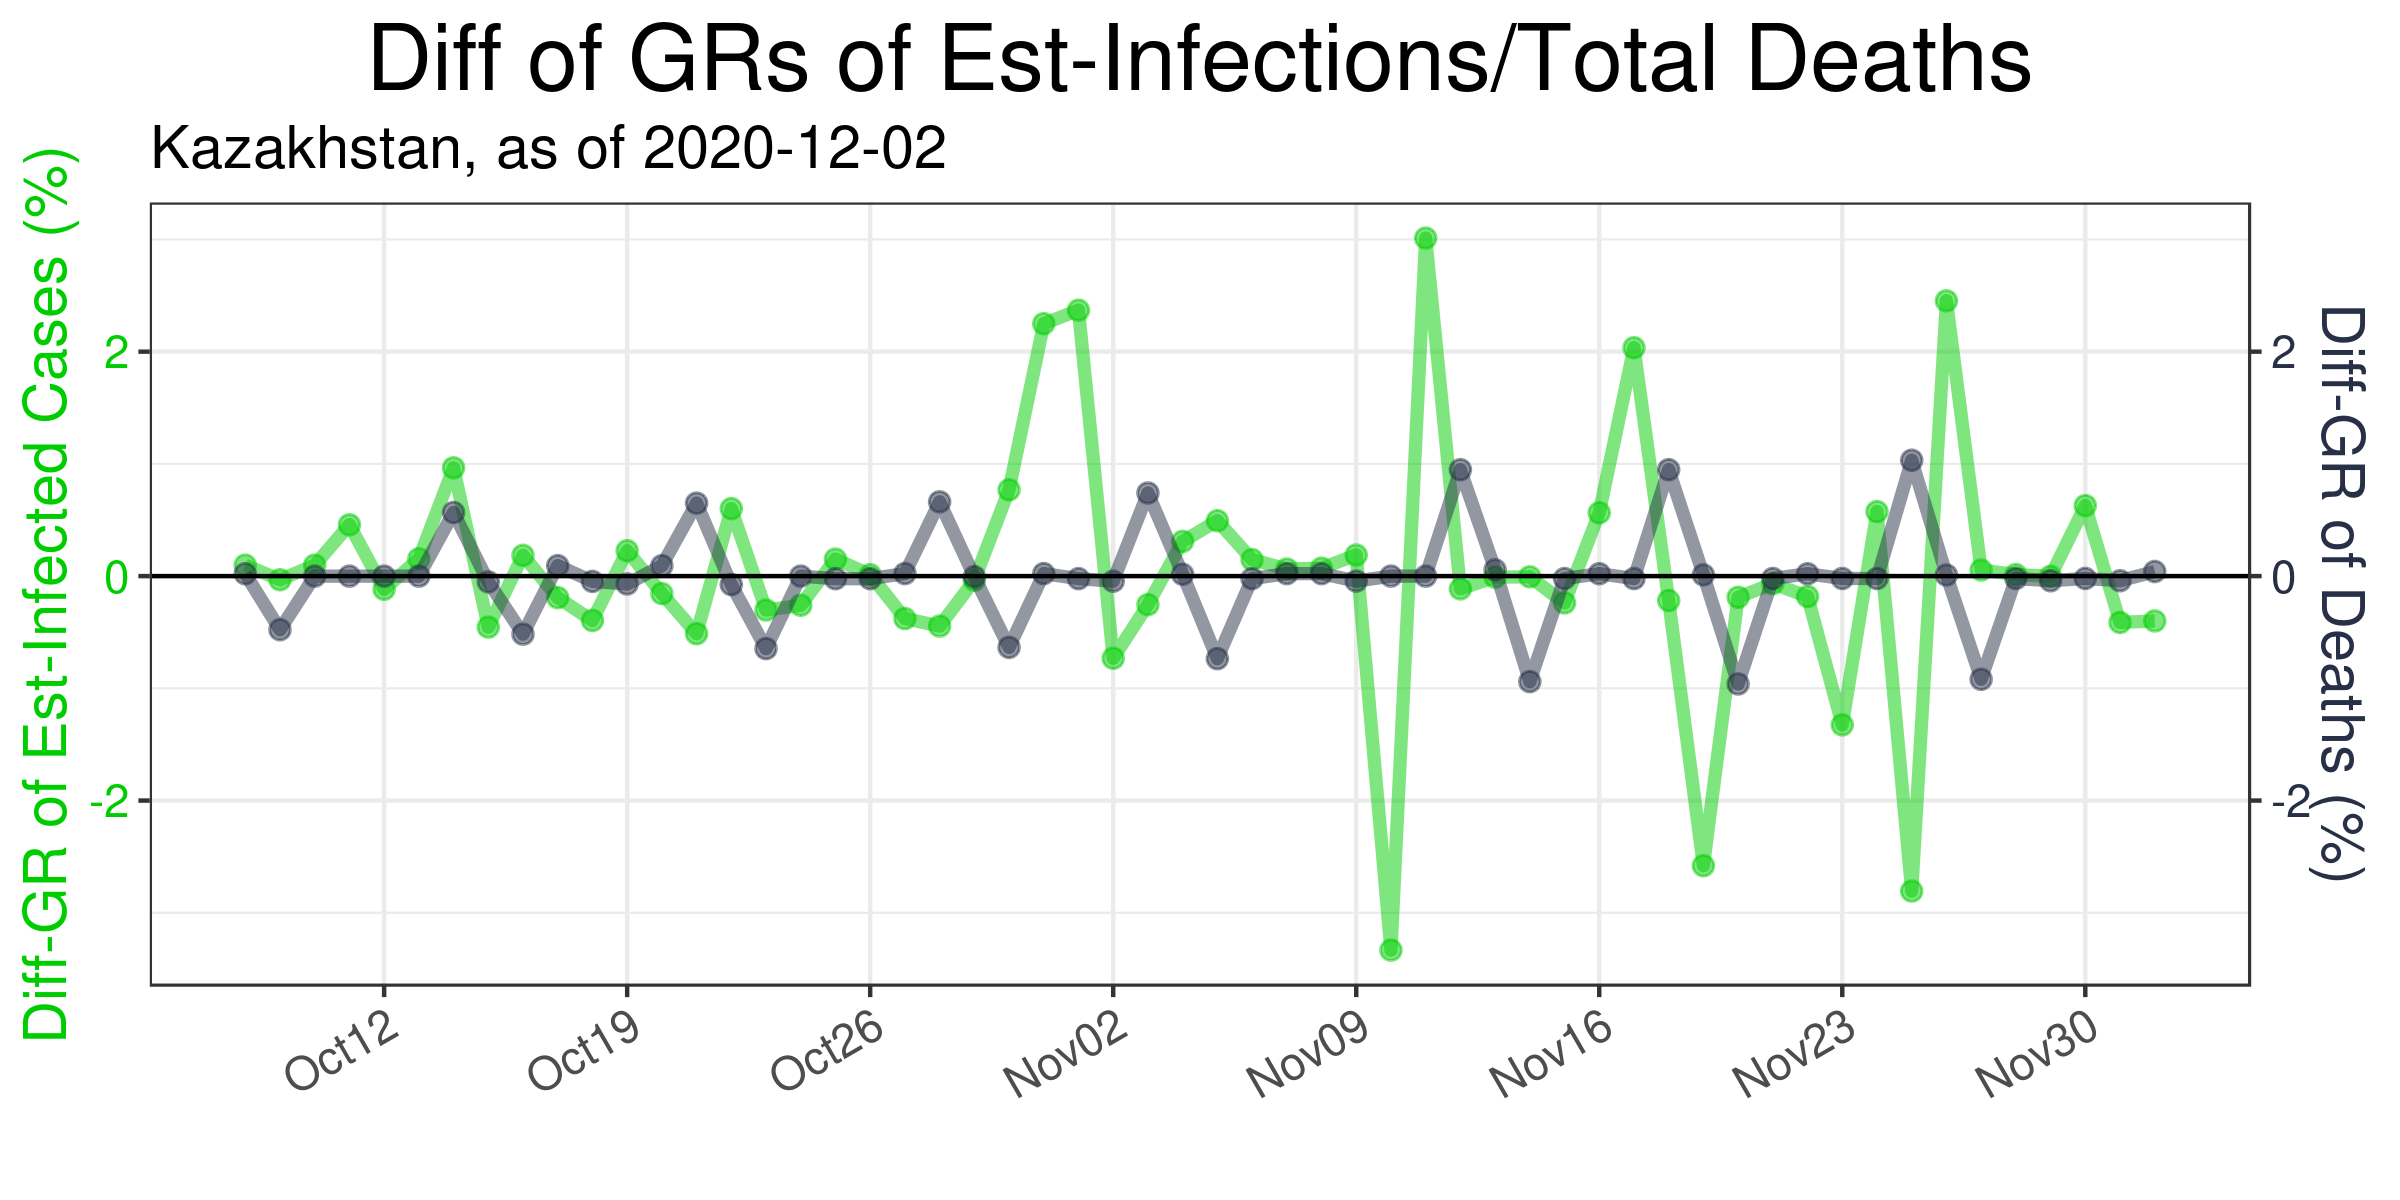 Diff of GRs of Est-Infections/Total Deaths
Kazakhstan, as of 2020-12-02
Diff-GR of Est-Infected Cases (%)
2
0
-2
2
0
-2
Diff-GR of Deaths (%)
Oct12
Oct19
Oct26
Nov02
Nov09
Nov16
Nov23
Nov30